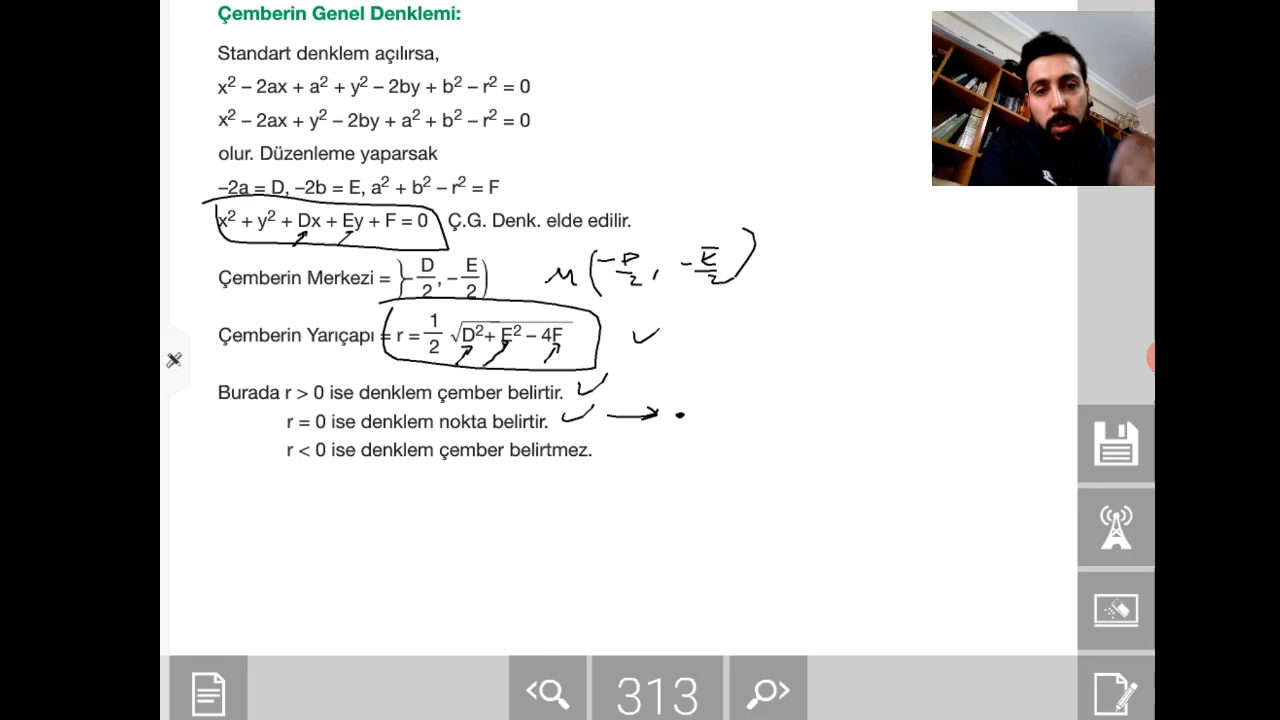 Çemberin Genel Denklemi:
Standart denklem açılırsa,
x² – 2ax + a² + y² – 2by + b² – r² = 0
x² – 2ax + y² – 2by + a² + b² – r² = 0
olur. Düzenleme yaparsak
–2a = D, –2b = E, a² + b² – r² = F
x² + y² + Dx + Ey + F = 0 Ç.G. Denk. elde edilir.
Çemberin Merkezi = }-D/2, -E/2) M(-D/2, -E/2)
Çemberin Yarıçapı = r = 1/2 √D²+ E² – 4F
Burada r > 0 ise denklem çember belirtir.
r = 0 ise denklem nokta belirtir.
r < 0 ise denklem çember belirtmez.
313